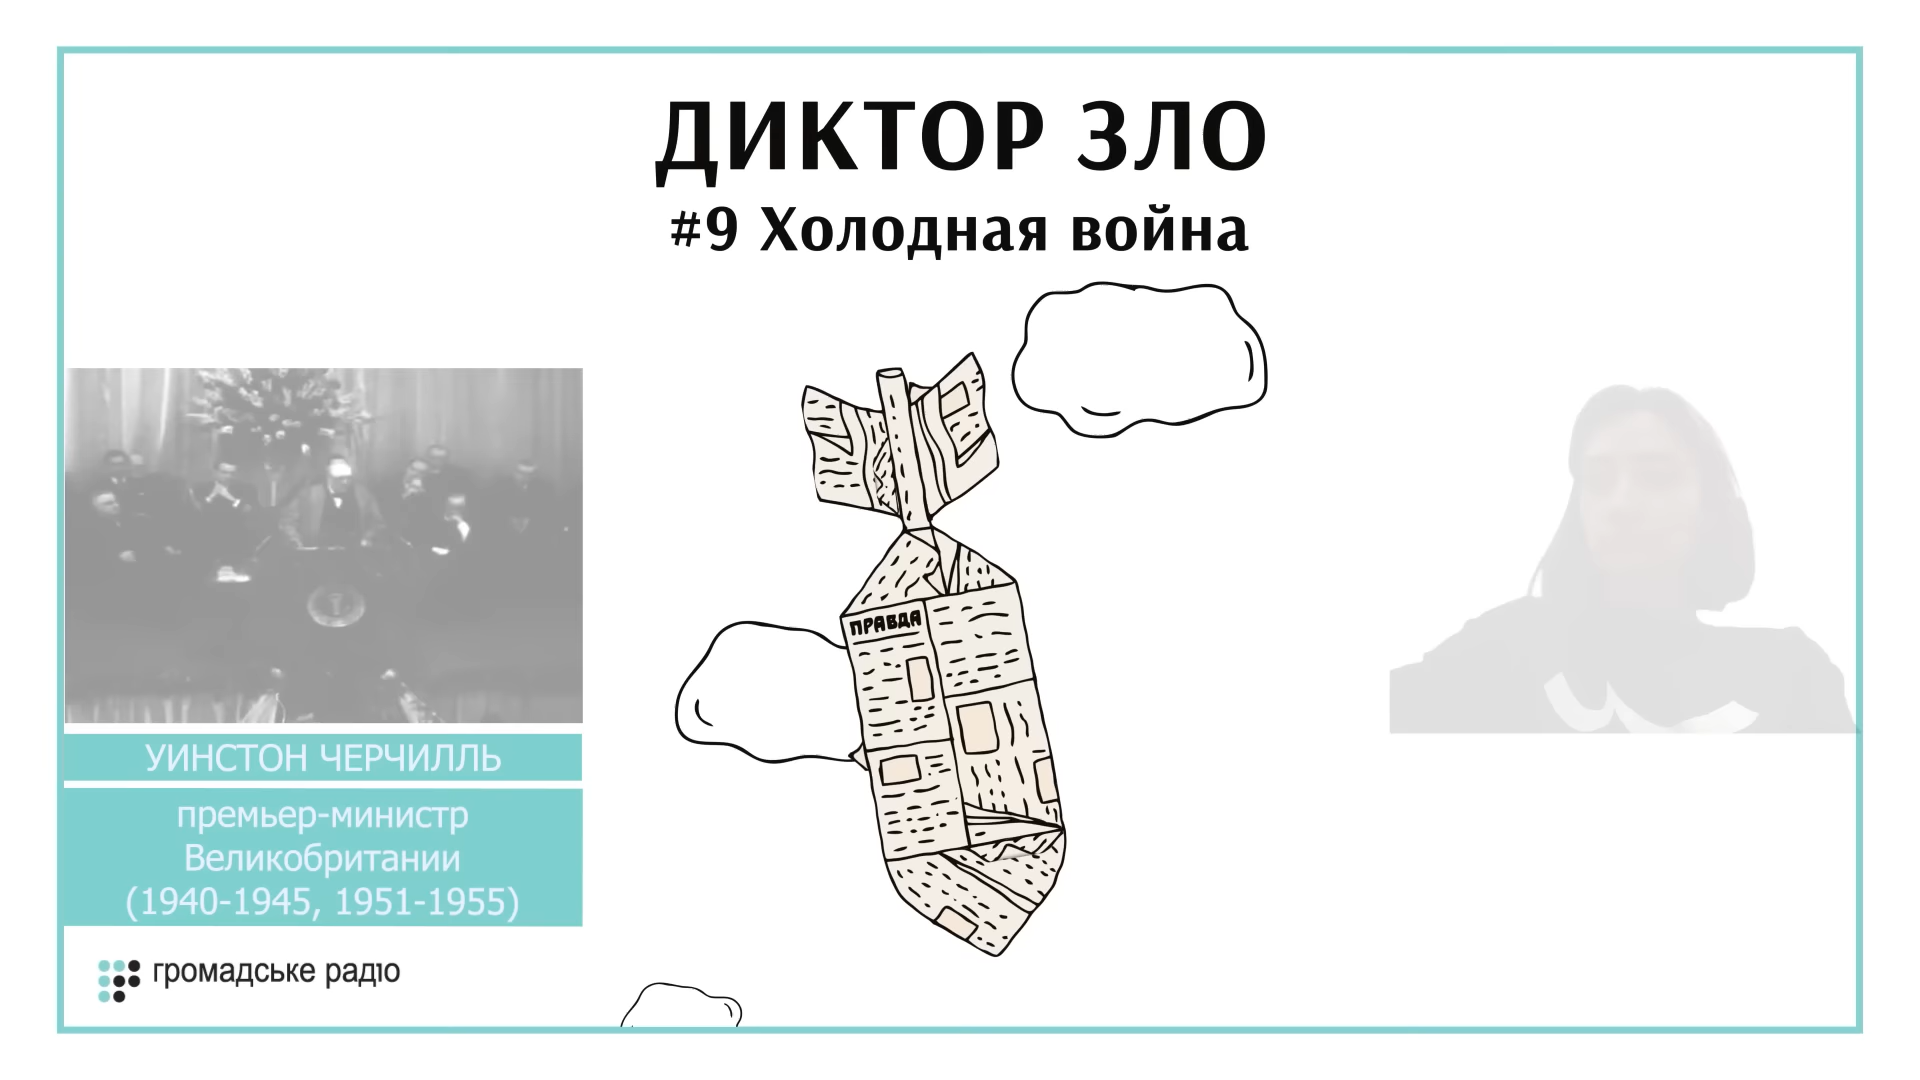 ДИКТОР ЗЛО
#9 Холодная война
ПРАВДА
УИНСТОН ЧЕРЧИЛЛЬ
премьер-министр
Великобритании
(1940-1945, 1951-1955)
громадське радіо